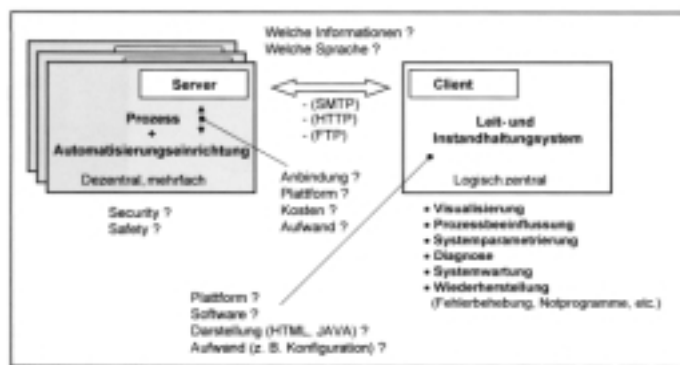 Welche Informationen ?
Welche Sprache ?
Server
Prozess
+
Automatisierungseinrichtung
Dezentral, mehrfach
- (SMTP)
- (HTTP)
- (FTP)
Client
Leit- und
Instandhaltungsystem
Logisch zentral
Security ?
Safety ?
Anbindung ?
Plattform ?
Kosten ?
Aufwand ?
+ Visualisierung
+ Prozessbeeinflussung
+ Systemparametrierung
+ Diagnose
+ Systemwartung
+ Wiederherstellung
(Fehlerbehebung, Notprogramme, etc.)
Plattform ?
Software ?
Darstellung (HTML, JAVA) ?
Aufwand (z. B. Konfiguration) ?